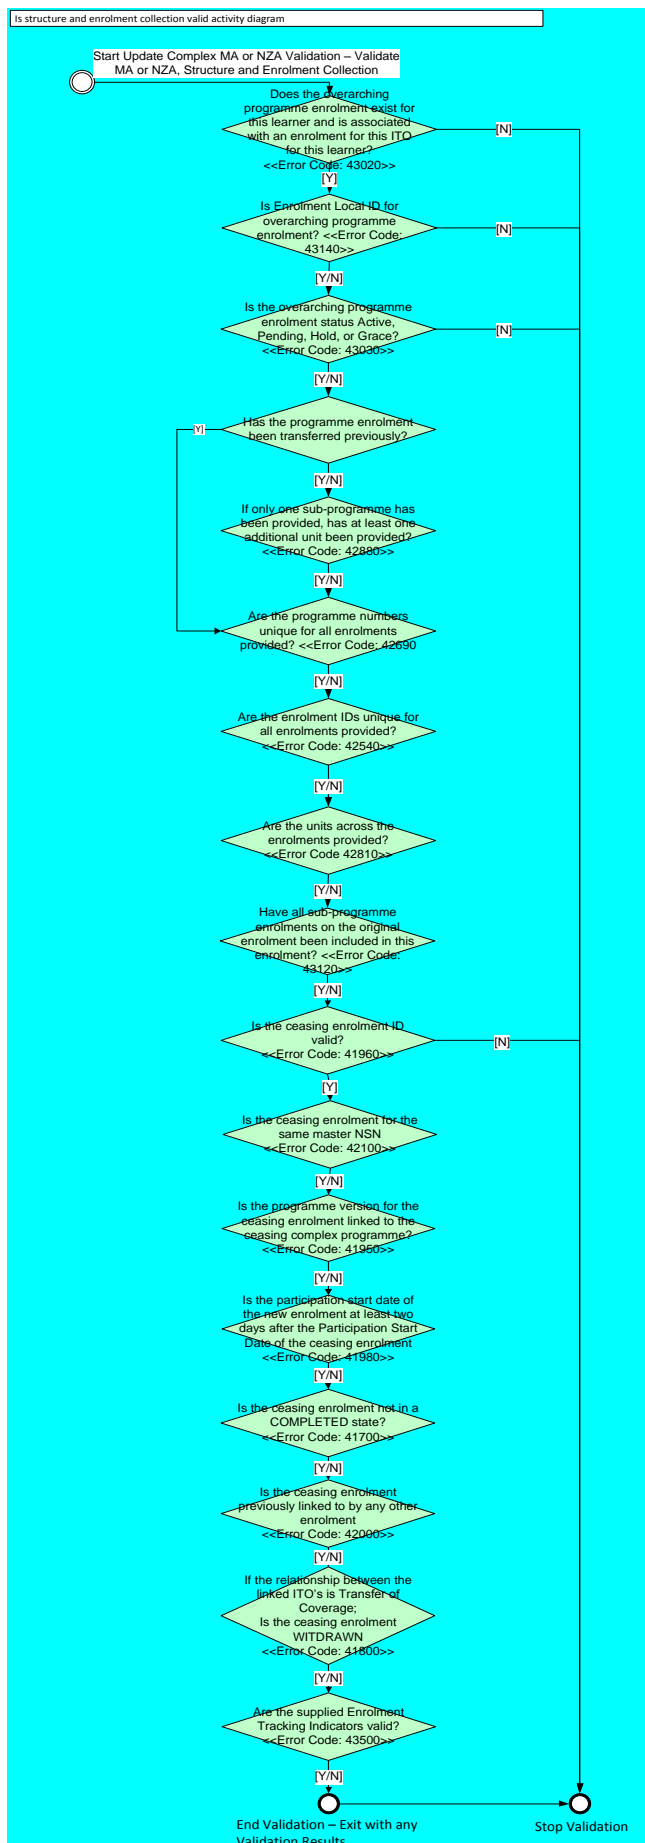 Is structure and enrolment collection valid activity diagram
Start Update Complex MA or NZA Validation – Validate
MA or NZA, Structure and Enrolment Collection
Does the overarching
programme enrolment exist for
this learner and is associated
with an enrolment for this ITO
for this learner?
<<Error Code: 43020>>
[N]
[Y]
Is Enrolment Local ID for
overarching programme
enrolment? <<Error Code:
43140>>
[N]
[Y/N]
Is the overarching programme
enrolment status Active,
Pending, Hold, or Grace?
<<Error Code: 43030>>
[N]
[Y/N]
Has the programme enrolment
been transferred previously?
[Y]
[Y/N]
If only one sub-programme has
been provided, has at least one
additional unit been provided?
<<Error Code: 42880>>
[Y/N]
Are the programme numbers
unique for all enrolments
provided? <<Error Code: 42690
[Y/N]
Are the enrolment IDs unique for
all enrolments provided?
<<Error Code: 42540>>
[Y/N]
Are the units across the
enrolments provided?
<<Error Code 42810>>
[Y/N]
Have all sub-programme
enrolments on the original
enrolment been included in this
enrolment? <<Error Code:
43120>>
[Y/N]
Is the ceasing enrolment ID
valid?
<<Error Code: 41960>>
[N]
[Y]
Is the ceasing enrolment for the
same master NSN
<<Error Code: 42100>>
[Y/N]
Is the programme version for the
ceasing enrolment linked to the
ceasing complex programme?
<<Error Code: 41950>>
[Y/N]
Is the participation start date of
the new enrolment at least two
days after the Participation Start
Date of the ceasing enrolment
<<Error Code: 41980>>
[Y/N]
Is the ceasing enrolment not in a
COMPLETED state?
<<Error Code: 41700>>
[Y/N]
Is the ceasing enrolment
previously linked to by any other
enrolment
<<Error Code: 42000>>
[Y/N]
If the relationship between the
linked ITO's is Transfer of
Coverage;
Is the ceasing enrolment
WITDRAWN
<<Error Code: 41800>>
[Y/N]
Are the supplied Enrolment
Tracking Indicators valid?
<<Error Code: 43500>>
[Y/N]
End Validation – Exit with any
Validation Results
Stop Validation